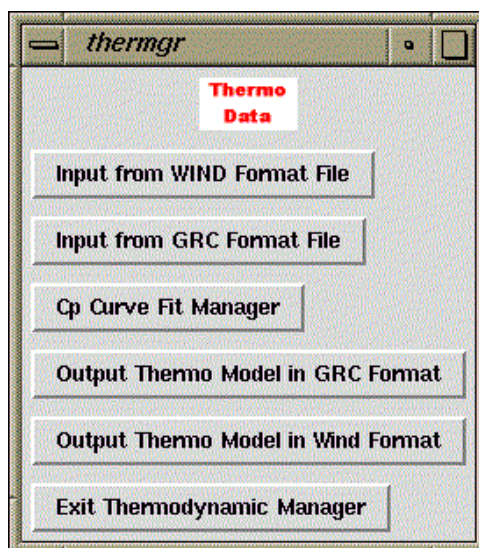 thermgr
Thermo
Data
Input from WIND Format File
Input from GRC Format File
Cp Curve Fit Manager
Output Thermo Model in GRC Format
Output Thermo Model in Wind Format
Exit Thermodynamic Manager